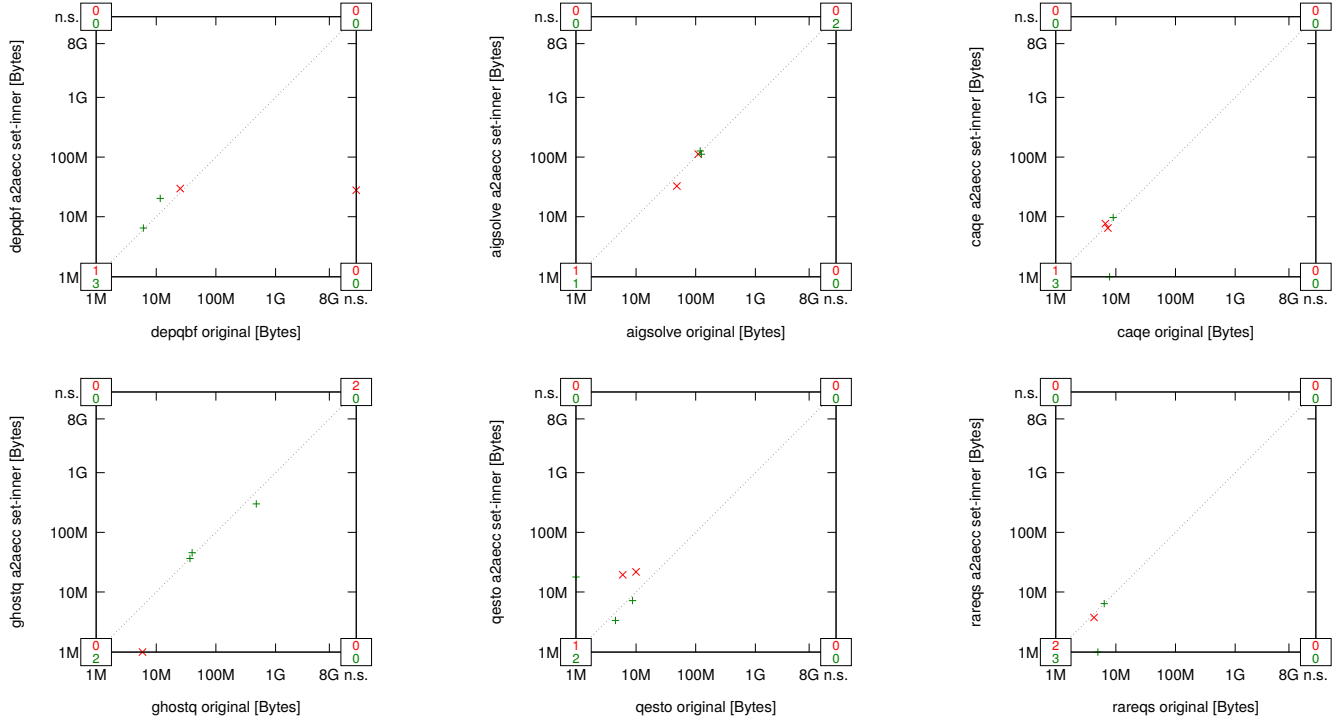 n.s. 0 0
0 0
8G
1G
100M
10M
1M 1 0
3 0
1M 10M 100M 1G 8G n.s.
depqbf a2aecc set-inner [Bytes]
depqbf original [Bytes]
n.s. 0 0
0 2
8G
1G
100M
10M
1M 1 0
1 0
1M 10M 100M 1G 8G n.s.
aigsolve a2aecc set-inner [Bytes]
aigsolve original [Bytes]
n.s. 0 0
0 0
8G
1G
100M
10M
1M 1 0
3 0
1M 10M 100M 1G 8G n.s.
caqe a2aecc set-inner [Bytes]
caqe original [Bytes]
n.s. 0 2
0 0
8G
1G
100M
10M
1M 0 0
2 0
1M 10M 100M 1G 8G n.s.
ghostq a2aecc set-inner [Bytes]
ghostq original [Bytes]
n.s. 0 0
0 0
8G
1G
100M
10M
1M 1 0
2 0
1M 10M 100M 1G 8G n.s.
qesto a2aecc set-inner [Bytes]
qesto original [Bytes]
n.s. 0 0
0 0
8G
1G
100M
10M
1M 2 0
3 0
1M 10M 100M 1G 8G n.s.
rareqs a2aecc set-inner [Bytes]
rareqs original [Bytes]